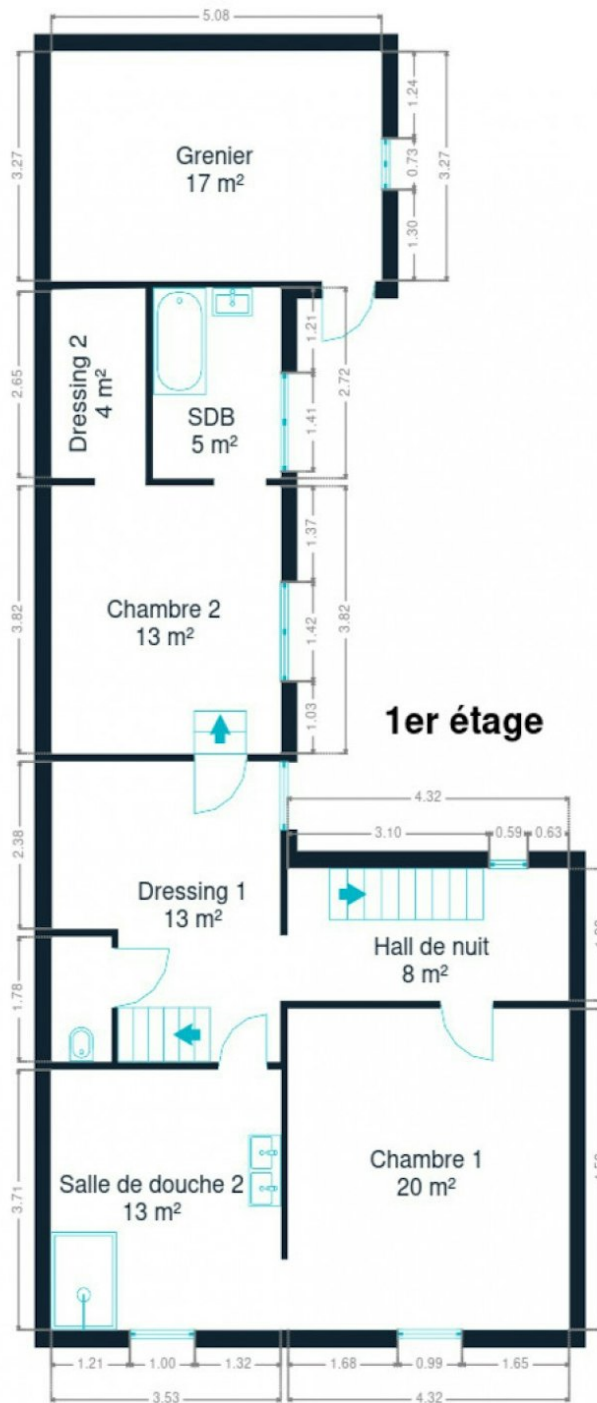 5.08
1.24
3.27
0.73
3.27
1.30
Grenier
17 m²
1.21
2.65
2.72
1.41
Dressing 2
4 m²
SDB
5 m²
1.37
3.82
1.42
3.82
1.03
Chambre 2
13 m²
1er étage
4.32
3.10
0.59
0.63
2.38
Dressing 1
13 m²
Hall de nuit
8 m²
1.78
3.71
Salle de douche 2
13 m²
Chambre 1
20 m²
1.21
1.00
1.32
1.68
0.99
1.65
3.53
4.32